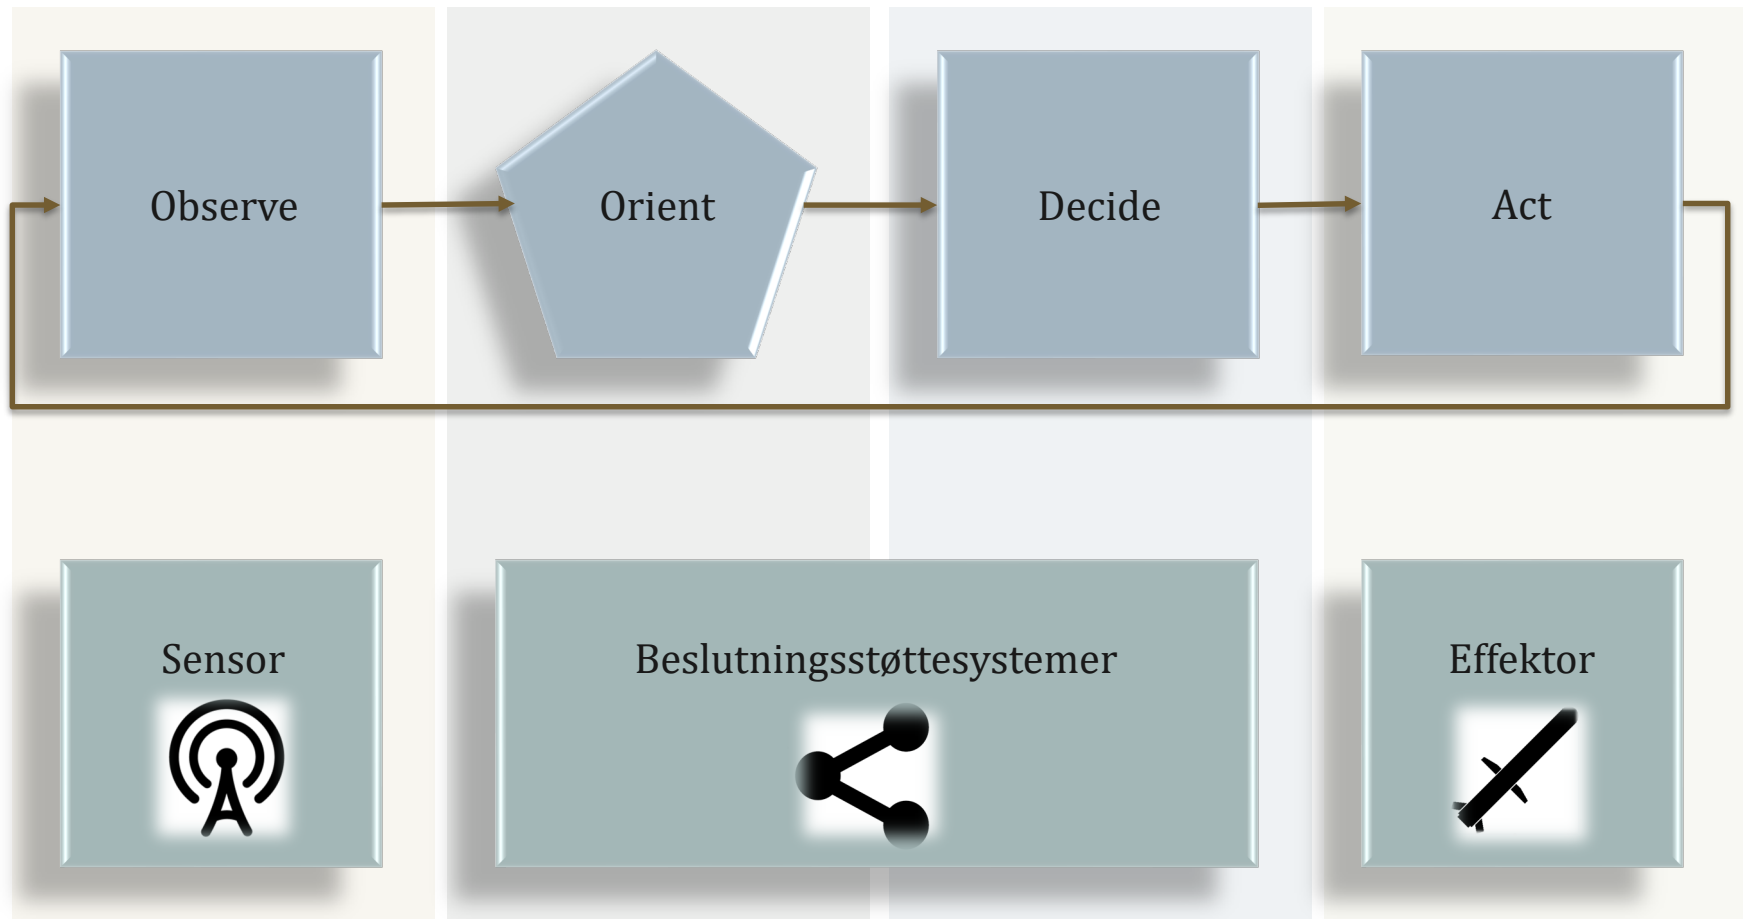 Observe
Orient
Decide
Act
Sensor
Beslutningsstøttesystemer
Effektor